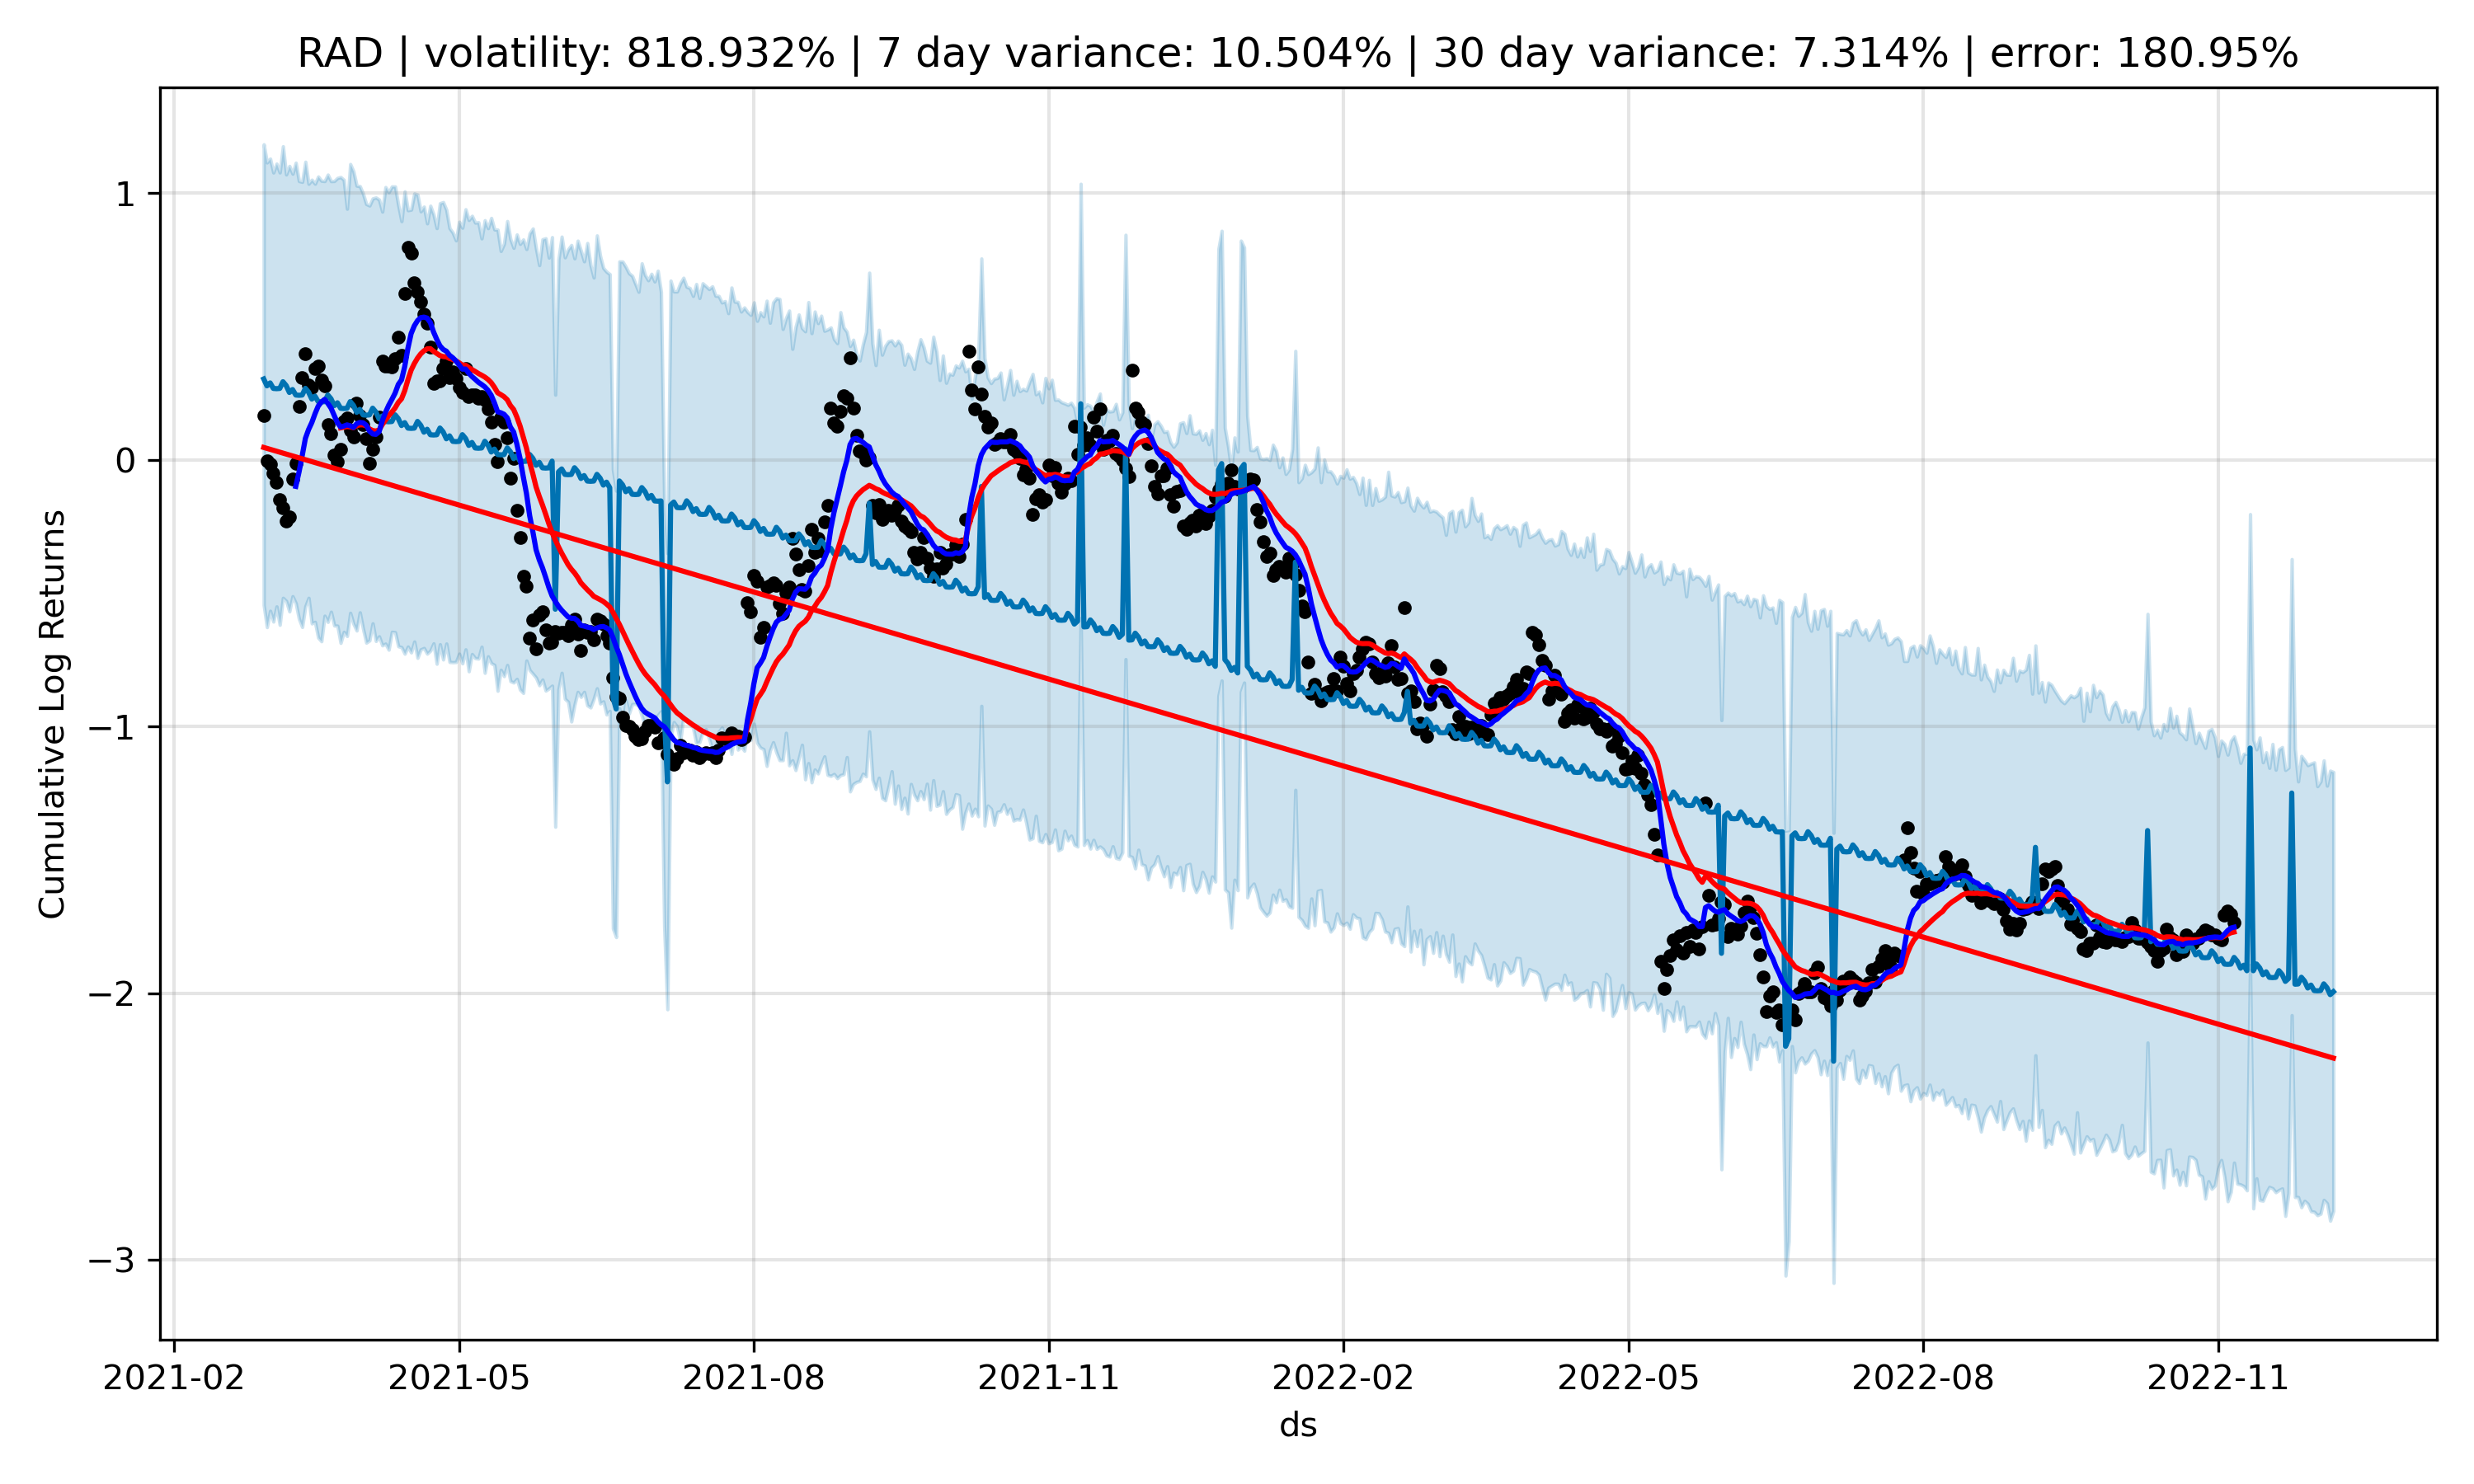 RAD | volatility: 818.932% | 7 day variance: 10.504% | 30 day variance: 7.314% | error: 180.95%
Cumulative Log Returns
1
0
−1
−2
−3
2021-02 2021-05 2021-08 2021-11 2022-02 2022-05 2022-08 2022-11
ds